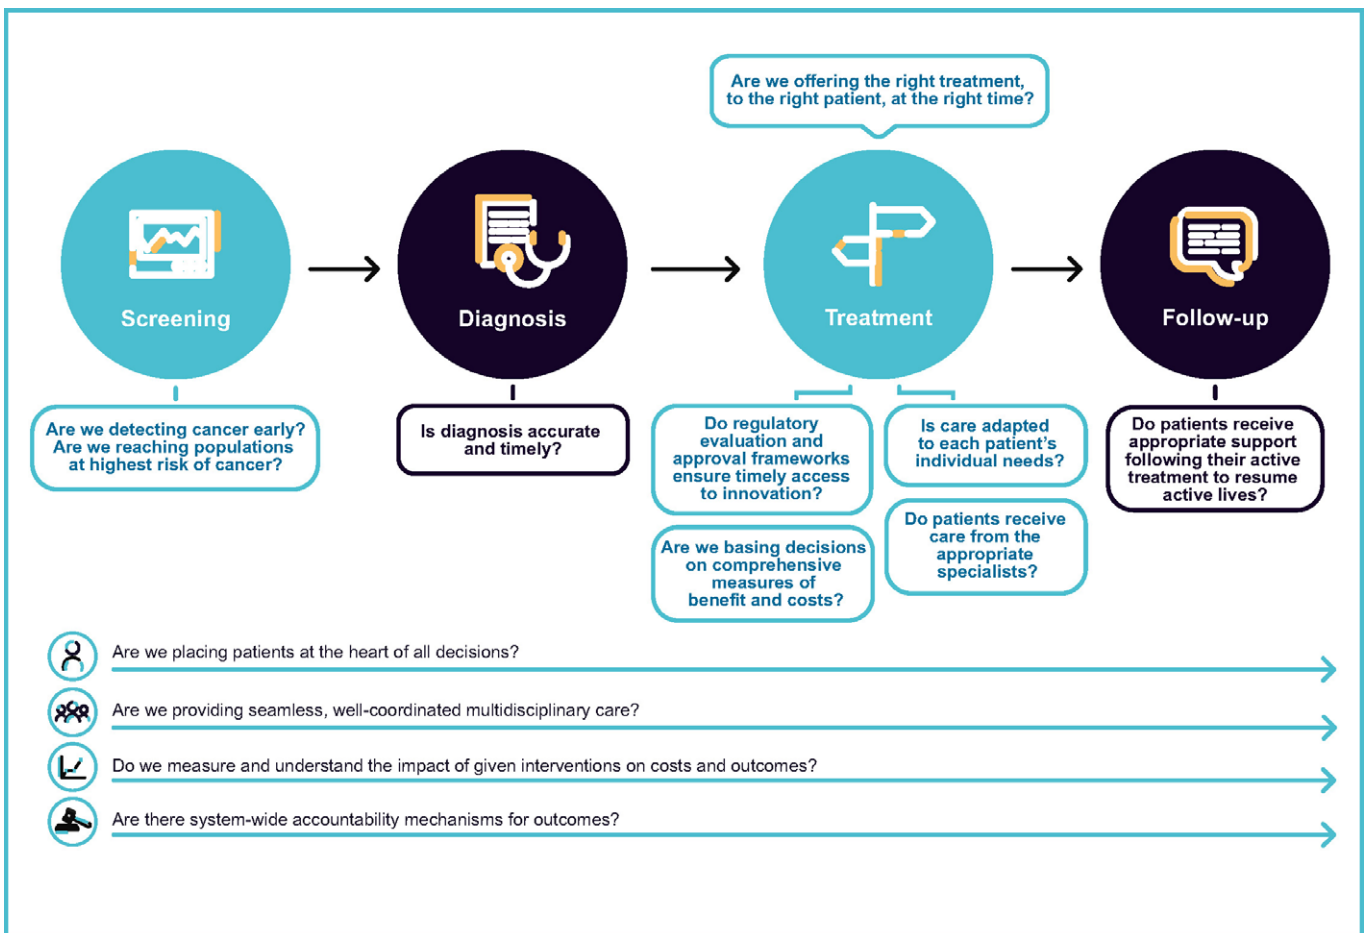 Are we offering the right treatment,
to the right patient, at the right time?
Screening
Diagnosis
Treatment
Follow-up
Are we detecting cancer early?
Are we reaching populations
at highest risk of cancer?
Is diagnosis accurate
and timely?
Do regulatory
evaluation and
approval frameworks
ensure timely access
to innovation?
Are we basing decisions
on comprehensive
measures of
benefit and costs?
Is care adapted
to each patient's
individual needs?
Do patients receive
care from the
appropriate
specialists?
Do patients receive
appropriate support
following their active
treatment to resume
active lives?
Are we placing patients at the heart of all decisions?
Are we providing seamless, well-coordinated multidisciplinary care?
Do we measure and understand the impact of given interventions on costs and outcomes?
Are there system-wide accountability mechanisms for outcomes?